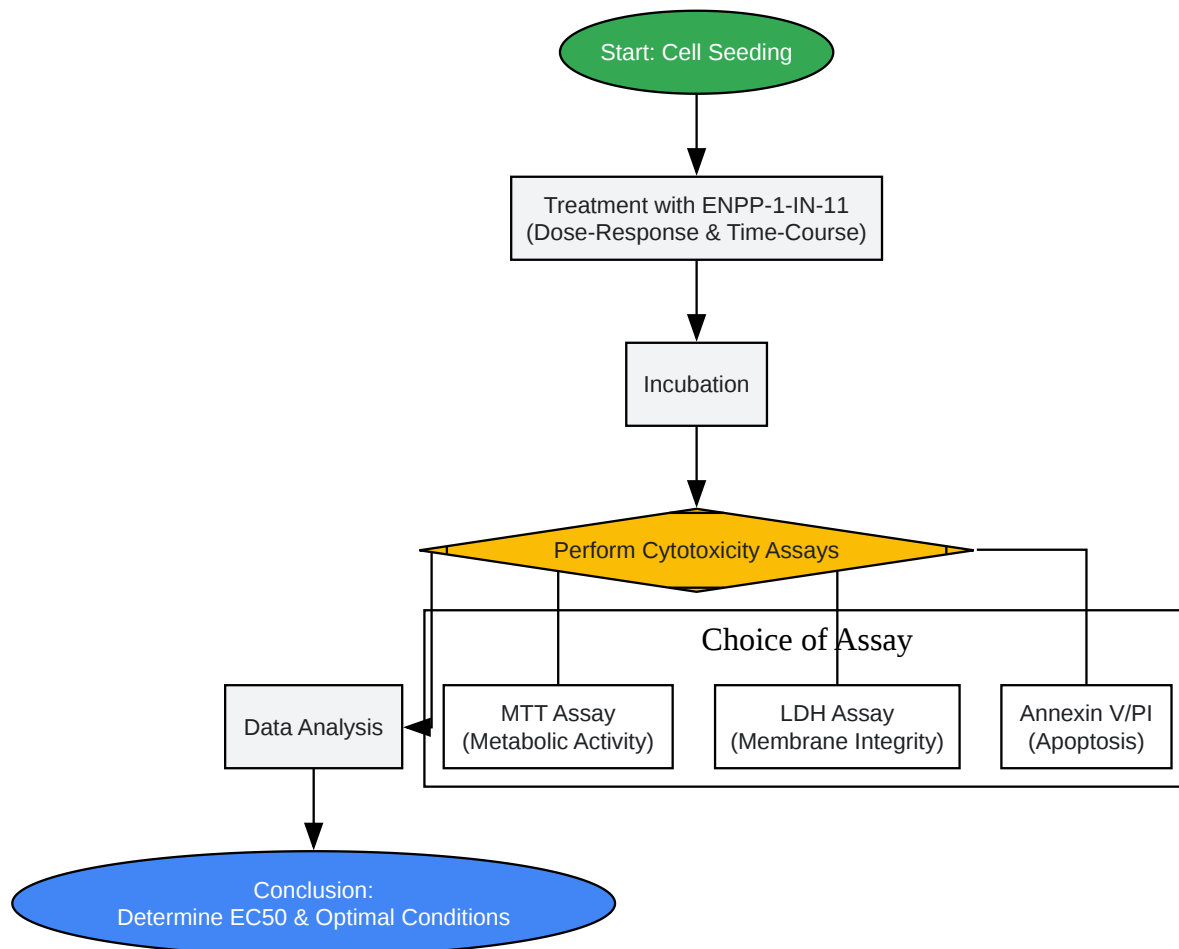 Start: Cell Seeding
Treatment with ENPP-1-IN-11
(Dose-Response & Time-Course)
Incubation
Perform Cytotoxicity Assays
Choice of Assay
Data Analysis
MTT Assay
(Metabolic Activity)
LDH Assay
(Membrane Integrity)
Annexin V/PI
(Apoptosis)
Conclusion:
Determine EC50 & Optimal Conditions